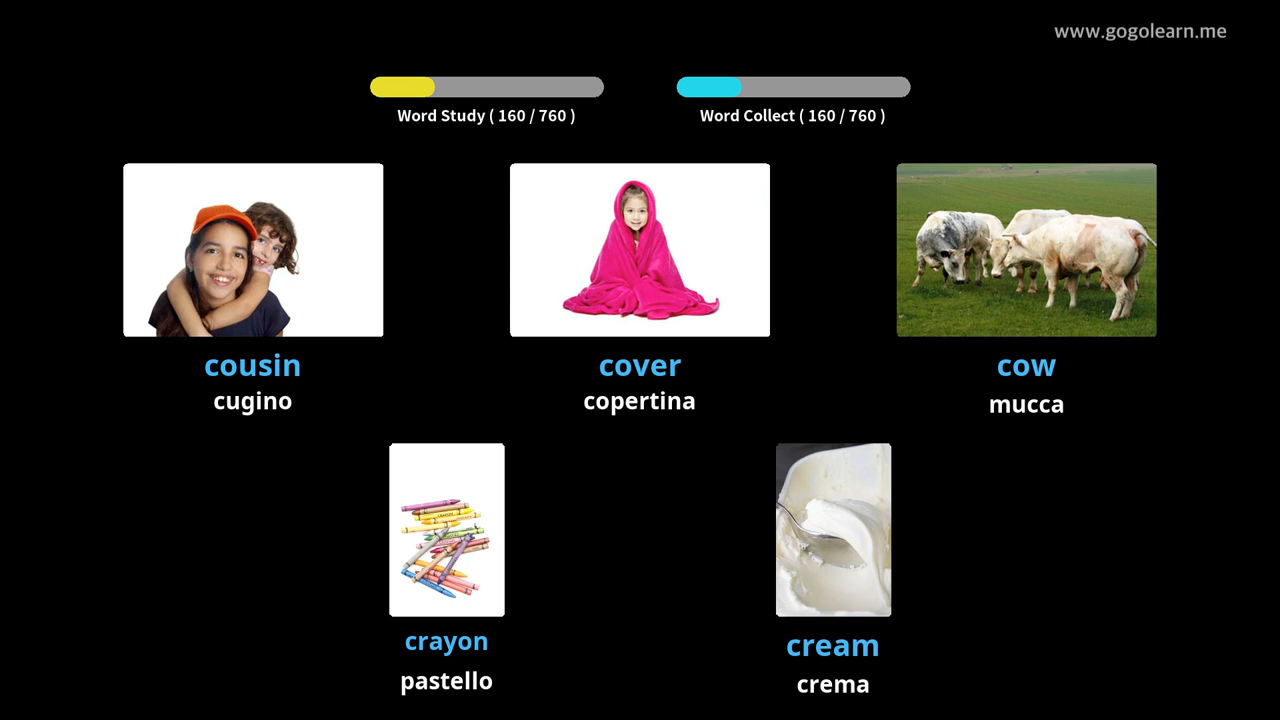 www.gogolearn.me
Word Study ( 160 / 760 )
Word Collect ( 160 / 760 )
cousin
cugino
cover
copertina
cow
mucca
crayon
pastello
cream
crema